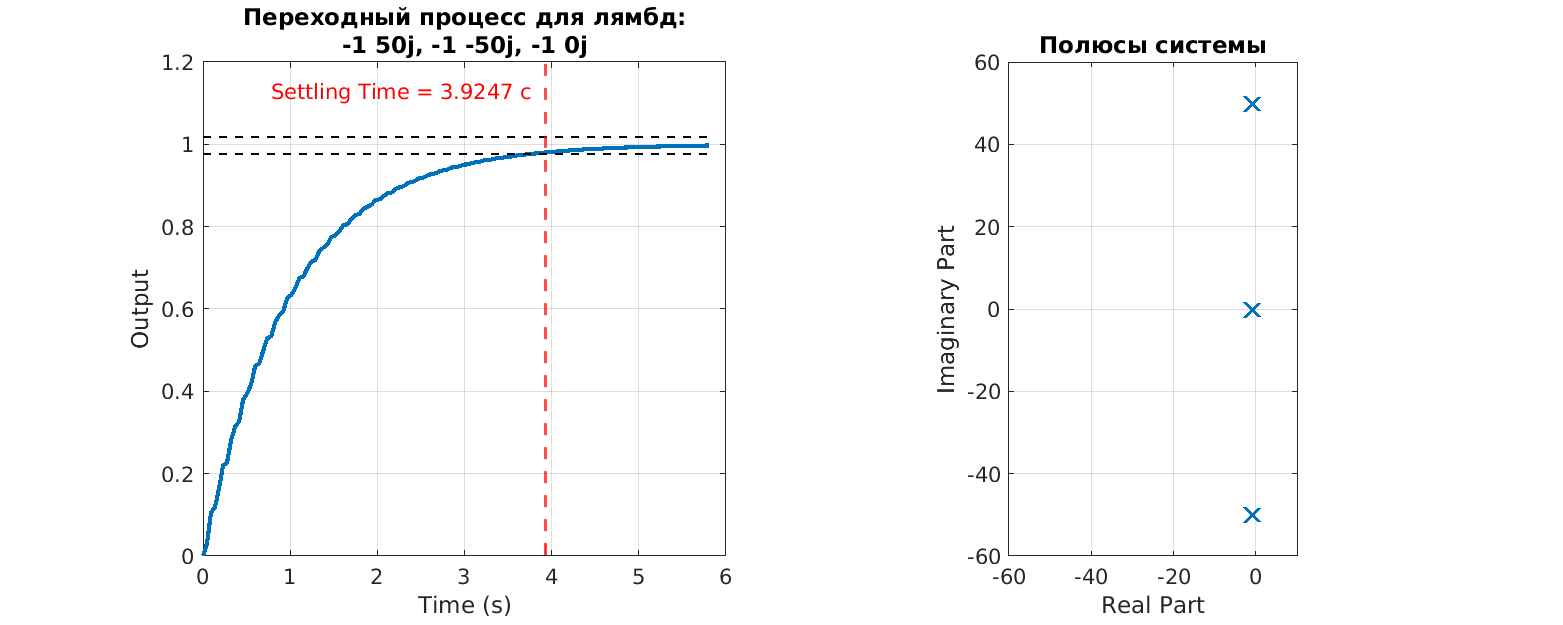 Переходный процесс для лямбд:
-1 50j, -1 -50j, -1 0j
Settling Time = 3.9247 c
1.2
1
0.8
0.6
0.4
0.2
0
Output
0 1 2 3 4 5 6
Time (s)
Полюсы системы
60
40
20
0
-20
-40
-60
Imaginary Part
-60 -40 -20 0
Real Part